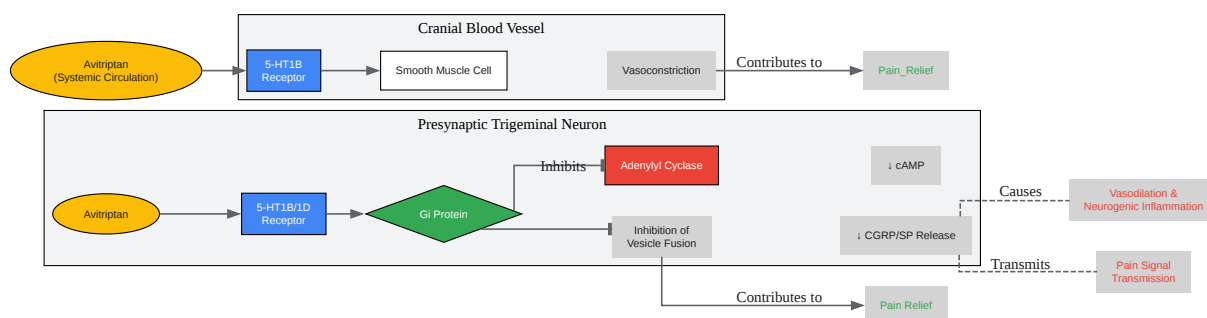 Cranial Blood Vessel
Avitriptan
(Systemic Circulation)
5-HT1B
Receptor
Smooth Muscle Cell
Vasoconstriction
Contributes to
Pain_Relief
Presynaptic Trigeminal Neuron
Avitriptan
5-HT1B/1D
Receptor
Gi Protein
Inhibits
Adenylyl Cyclase
↓ cAMP
Inhibition of
Vesicle Fusion
↓ CGRP/SP Release
Causes
Vasodilation &
Neurogenic Inflammation
Transmits
Pain Signal
Transmission
Contributes to
Pain Relief